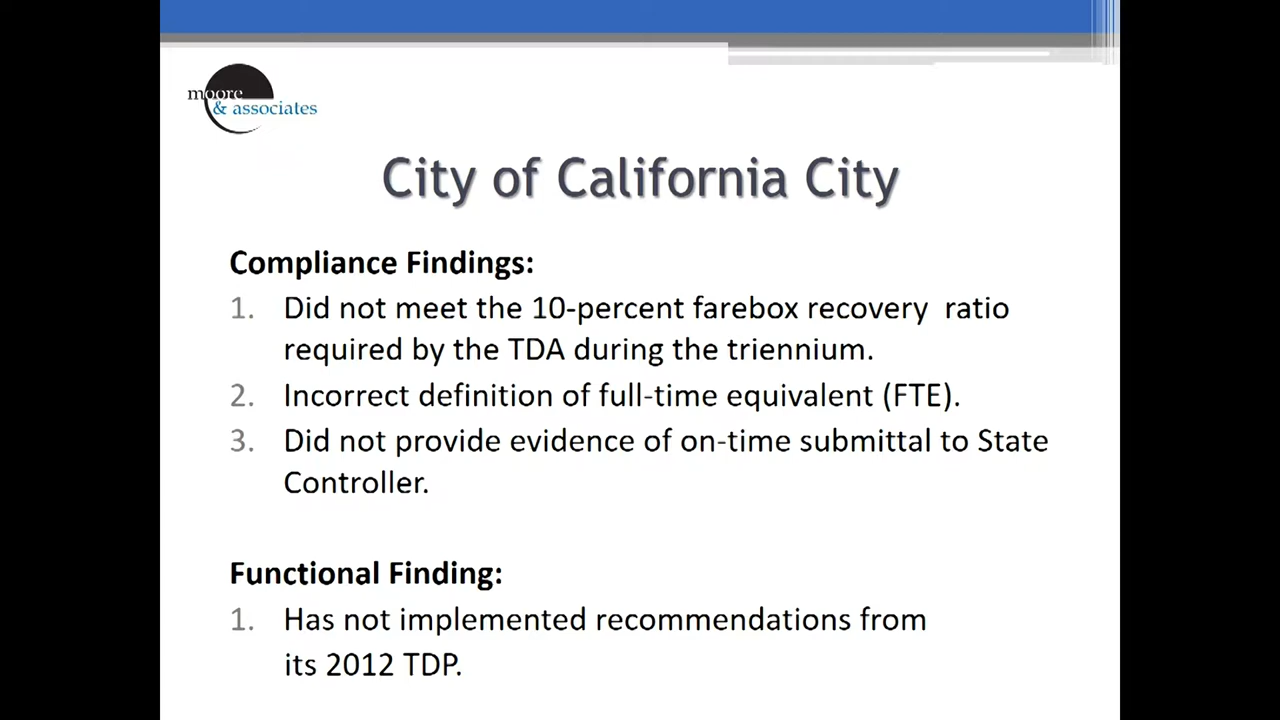 moore
& associates
City of California City
Compliance Findings:
1. Did not meet the 10-percent farebox recovery ratio
required by the TDA during the triennium.
2. Incorrect definition of full-time equivalent (FTE).
3. Did not provide evidence of on-time submittal to State
Controller.
Functional Finding:
1. Has not implemented recommendations from
its 2012 TDP.